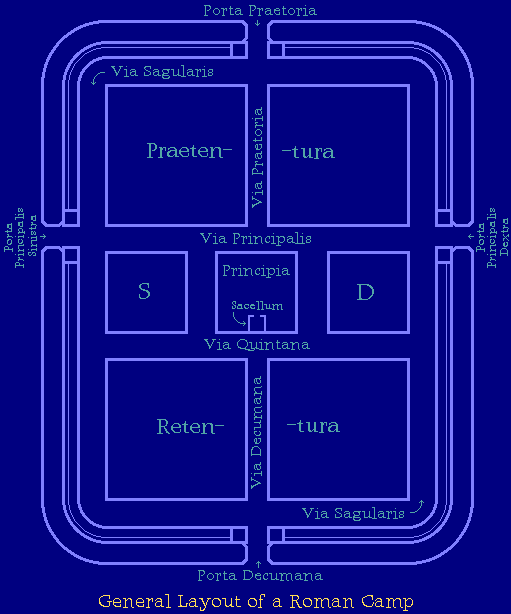 Porta Praetoria
Via Sagularis
Via Praetoria
Praeten-
-tura
Porta
Principalis
Sinistra
Porta
Principalis
Dextra
Via Principalis
S
Principia
Sacellum
D
Via Quintana
Via Decumana
Reten-
-tura
Via Sagularis
Porta Decumana
General Layout of a Roman Camp